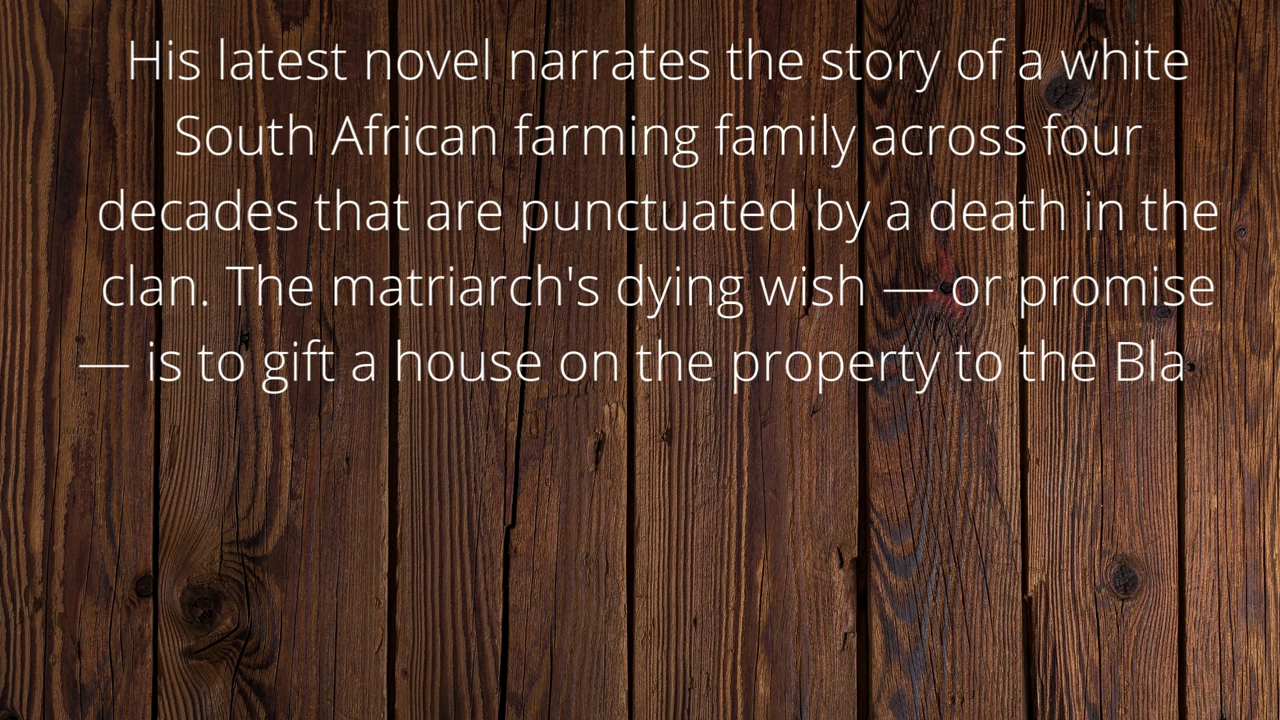 His latest novel narrates the story of a white
South African farming family across four
decades that are punctuated by a death in the
clan. The matriarch's dying wish — or promise
— is to gift a house on the property to the Bla